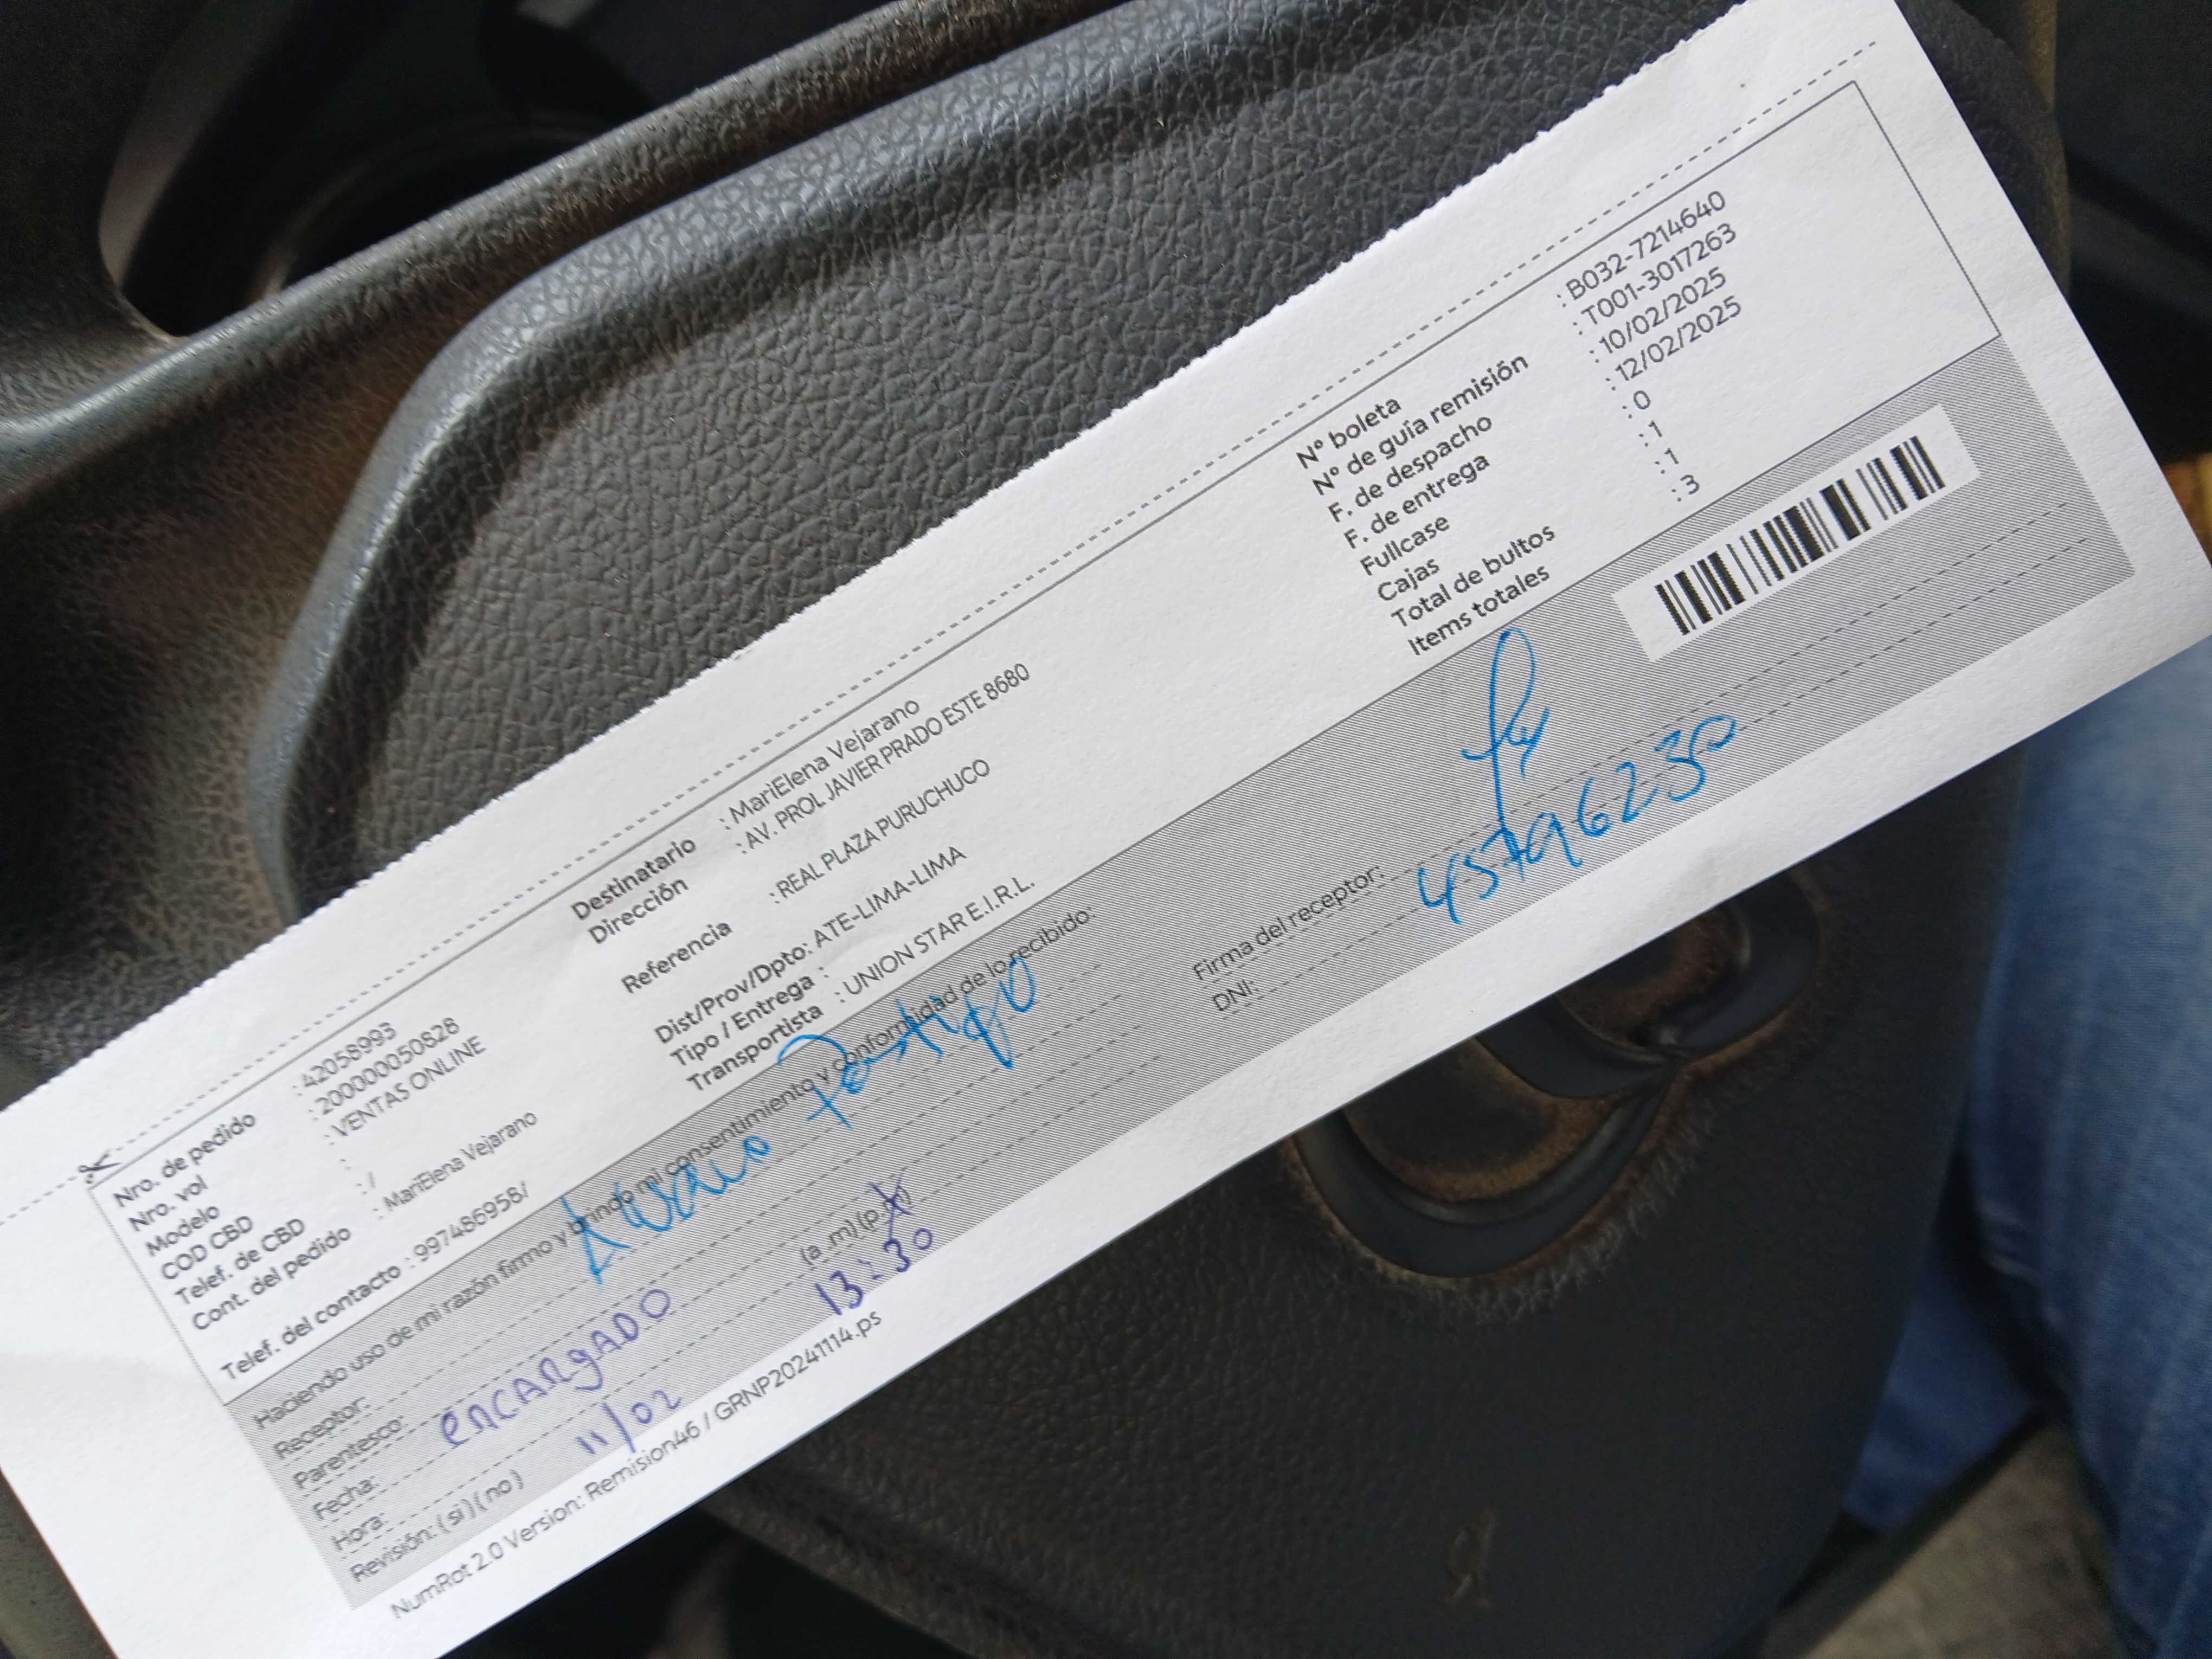 Nro. de pedido : 42058993
Nro. vol : 2000000050828
Modelo : VENTAS ONLINE
COD CBD :
Telef. de CBD : /
Cont. del pedido : MariElena Vejarano
Telef. del contacto : 997486958/
Destinatario : MariElena Vejarano
Dirección : AV. PROL JAVIER PRADO ESTE 8680
Referencia : REAL PLAZA PURUCHUCO
Dist/Prov/Dpto: ATE-LIMA-LIMA
Tipo / Entrega :
Transportista : UNION STAR E.I.R.L.
N° boleta : B032-7214640
N° de guía remisión : T001-3017263
F. de despacho : 10/02/2025
F. de entrega : 12/02/2025
Fullcase : 0
Cajas : 1
Total de bultos : 1
Items totales : 3
Haciendo uso de mi razón firmo y brindo mi consentimiento y conformidad de lo recibido:
Receptor:
Parentesco: encargado
Fecha: 11/02
Hora: (a .m) (p.m) 13:30
Revisión: (si) (no)
Firma del receptor:
DNI: 45796230
NumRot 2.0 Version: Remision46 / GRNP20241114.ps